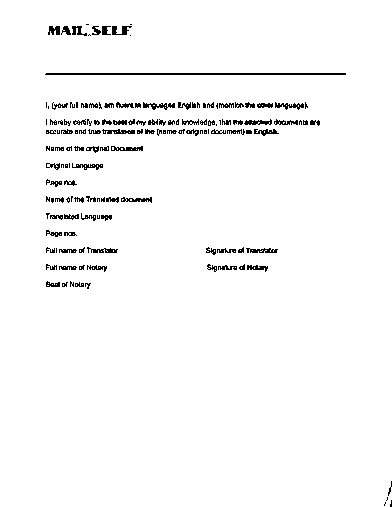 MAIL SELF
I, (your full name), am fluent in languages English and (mention the other language).
I hereby certify to the best of my ability and knowledge, that the attached documents are
accurate and true translation of the (name of original document) in English.
Name of the original Document
Original Language
Page nos.
Name of the Translated document
Translated Language
Page nos.
Full name of Translator Signature of Translator
Full name of Notary Signature of Notary
Seal of Notary